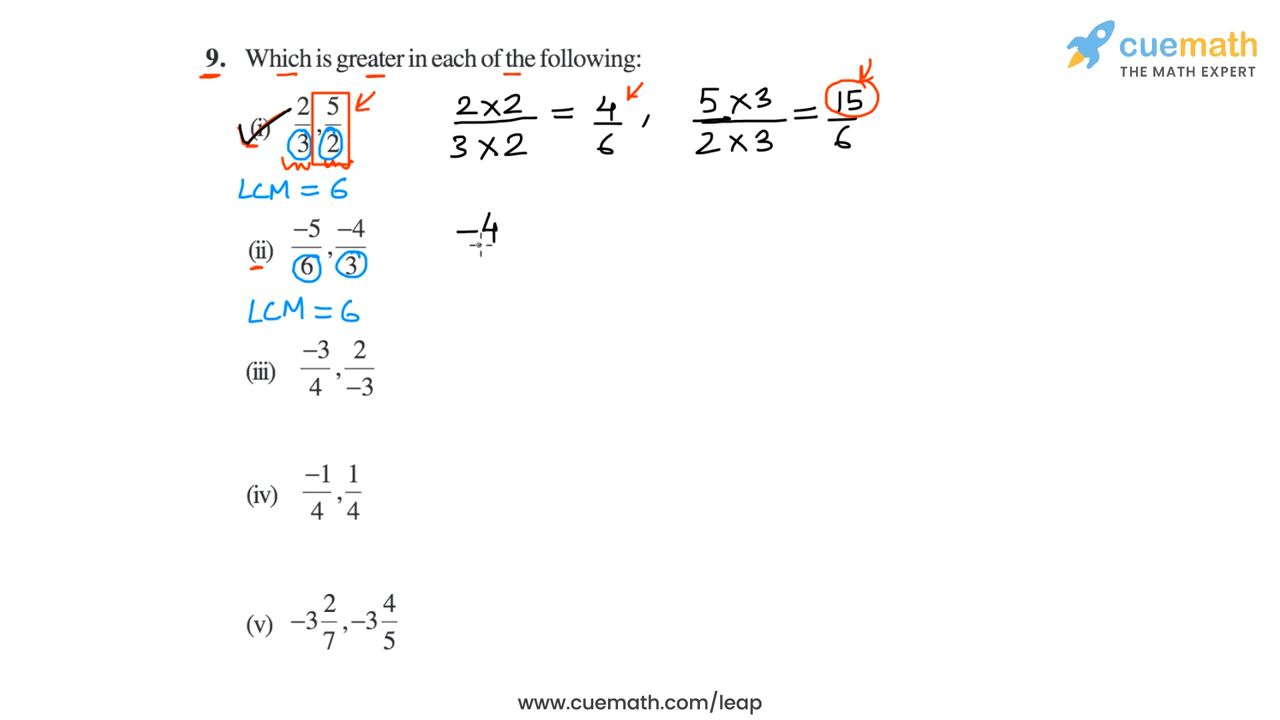 cuemath
THE MATH EXPERT
9. Which is greater in each of the following:
(i) 2/3, 5/2
2×2/3×2 = 4/6, 5×3/2×3 = 15/6
LCM = 6
(ii) −5/6, −4/3
−4
LCM = 6
(iii) −3/4, 2/−3
(iv) −1/4, 1/4
(v) −3 2/7, −3 4/5
www.cuemath.com/leap